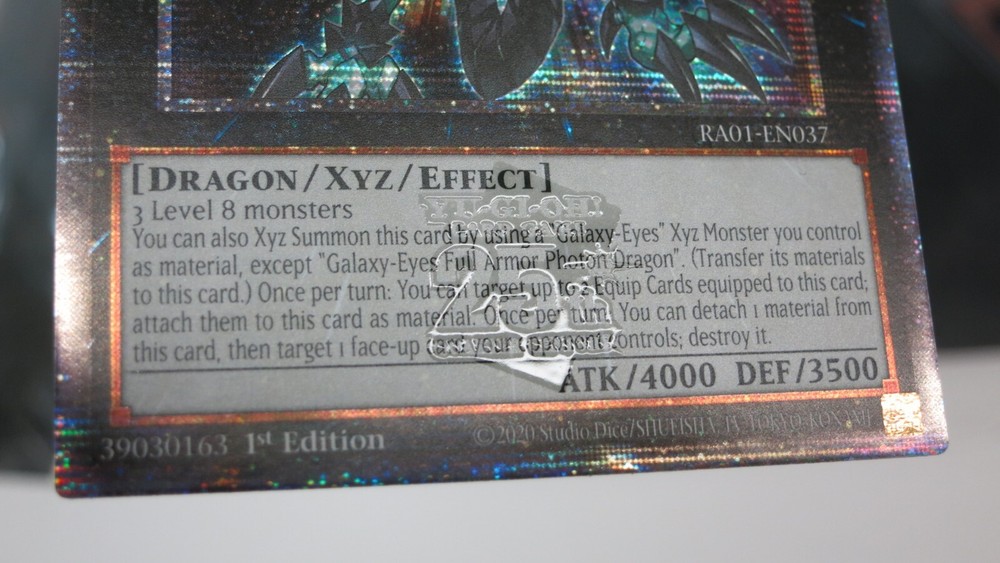 RA01-EN037
[DRAGON/XYZ/EFFECT]
YU-GI-OH!
3 Level 8 monsters
You can also Xyz Summon this card by using a "Galaxy-Eyes" Xyz Monster you control
as material, except "Galaxy-Eyes Full Armor Photon Dragon". (Transfer its materials
to this card.) Once per turn: You can target up to 2 Equip Cards equipped to this card;
attach them to this card as material. Once per turn: You can detach 1 material from
this card, then target 1 face-up card your opponent controls; destroy it.
25th
ATK/4000 DEF/3500
39030163 1st Edition
©2020 Studio Dice/SHUEISHA, TV TOKYO, KONAMI